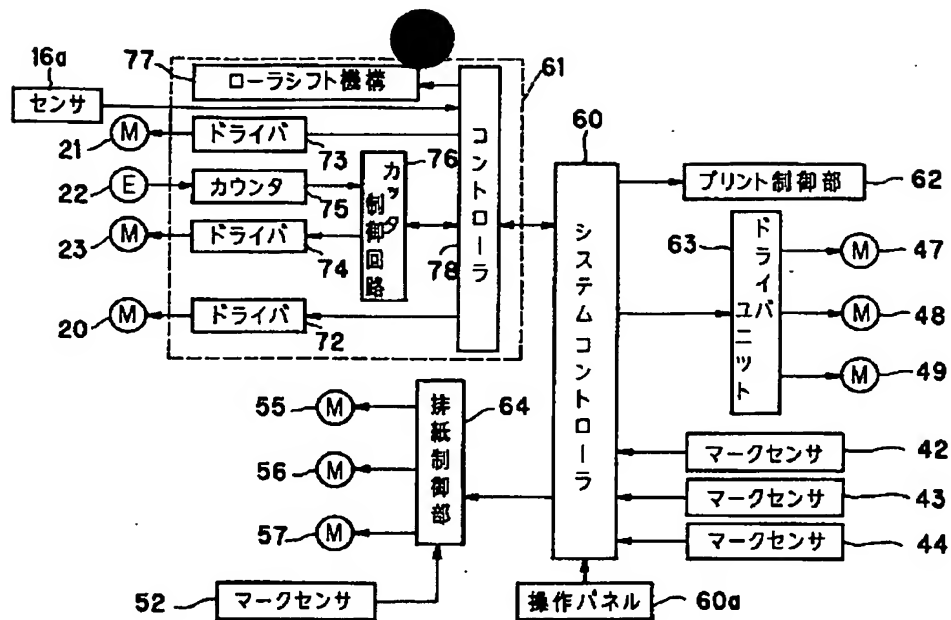 16a
センサ
77
ローラシフト機構
61
21
M
ドライバ
73
22
E
カウンタ
75
76
カッタ制御回路
23
M
ドライバ
74
20
M
ドライバ
72
コントローラ
78
60
システムコントローラ
プリント制御部
62
63
ドライバユニット
M
47
M
48
M
49
55
M
56
M
57
M
排紙制御部
64
マークセンサ
42
マークセンサ
43
マークセンサ
44
52
マークセンサ
操作パネル
60a